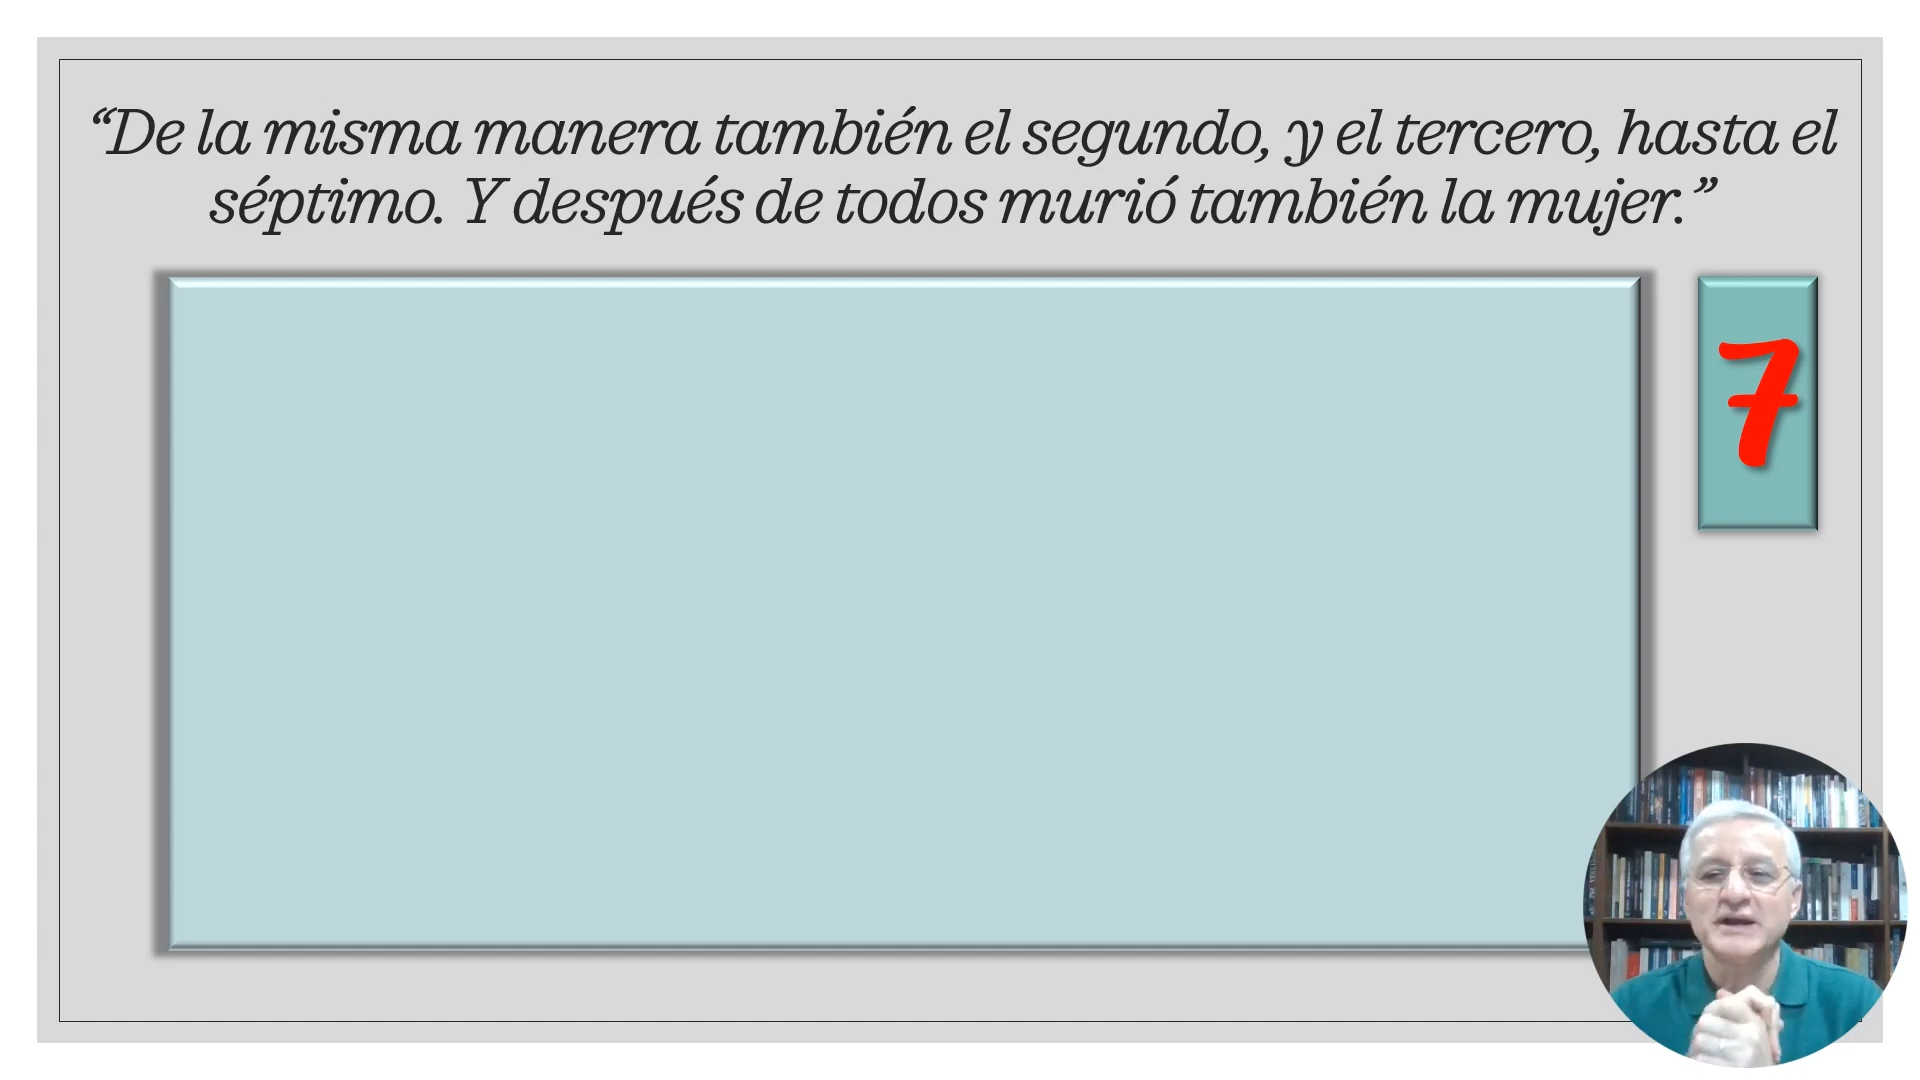 “De la misma manera también el segundo, y el tercero, hasta el
séptimo. Y después de todos murió también la mujer.”
7